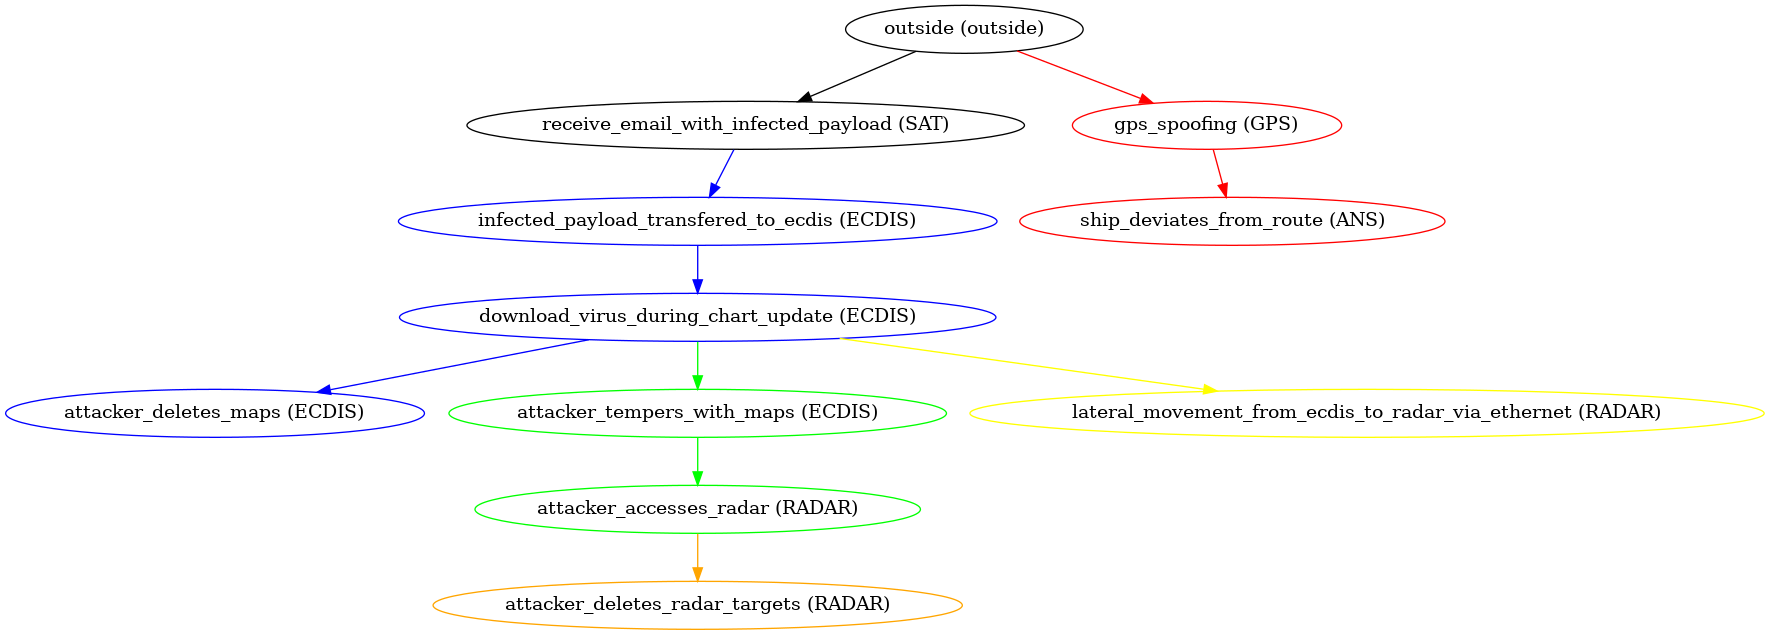 outside (outside)
receive_email_with_infected_payload (SAT)
gps_spoofing (GPS)
infected_payload_transfered_to_ecdis (ECDIS)
ship_deviates_from_route (ANS)
download_virus_during_chart_update (ECDIS)
attacker_deletes_maps (ECDIS)
attacker_tempers_with_maps (ECDIS)
lateral_movement_from_ecdis_to_radar_via_ethernet (RADAR)
attacker_accesses_radar (RADAR)
attacker_deletes_radar_targets (RADAR)